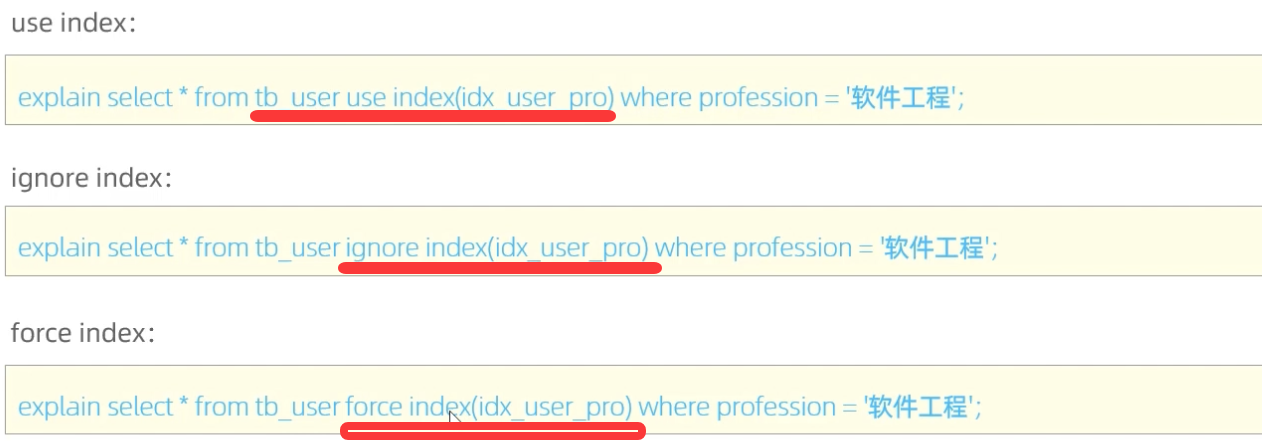 use index：
explain select * from tb_user use index(idx_user_pro) where profession = '软件工程';
ignore index：
explain select * from tb_user ignore index(idx_user_pro) where profession = '软件工程';
force index：
explain select * from tb_user force index(idx_user_pro) where profession = '软件工程';